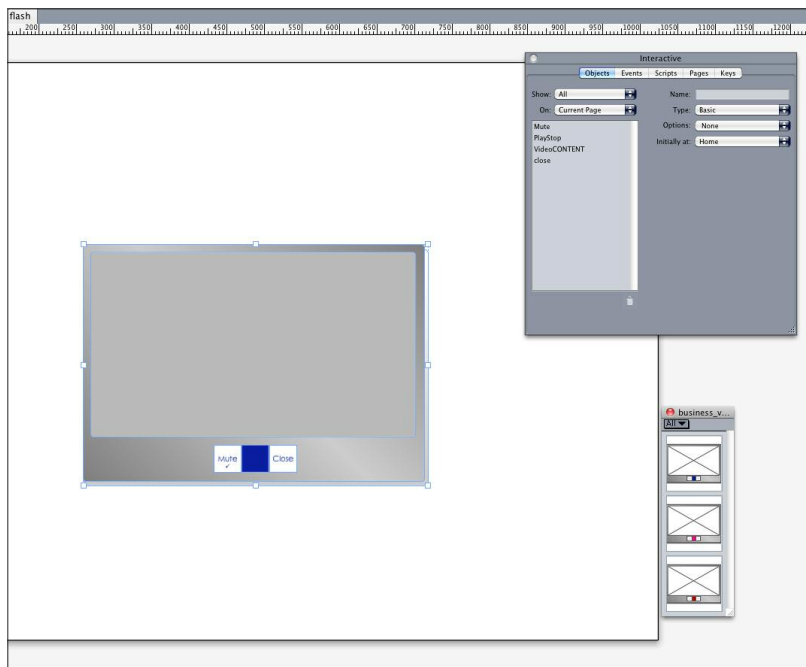 flash
200 250 300 350 400 450 500 550 600 650 700 750 800 850 900 950 1000 1050 1100 1150 1200
Interactive
Objects Events Scripts Pages Keys
Show: All Name:
On: Current Page Type: Basic
Mute Options: None
PlayStop Initially at: Home
VideoCONTENT
close
business_v...
All
Mute Close